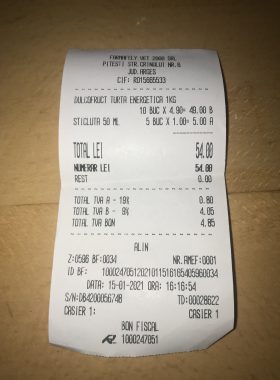 FARMAHELY VET 2000 SRL
PITESTI STR.CRINULUI NR.8
JUD.ARGES
CIF: RO15665533
DULCOFRUCT TURTA ENERGETICA 1KG
10 BUC X 4.90= 49.00 B
STICLUTA 50 ML 5 BUC X 1.00= 5.00 A
TOTAL LEI 54.00
NUMERAR LEI 54.00
REST 0.00
TOTAL TVA A - 19% 0.80
TOTAL TVA B - 9% 4.05
TOTAL TVA BON 4.85
ALIN
Z:0506 BF:0034 NR.AMEF:0001
ID BF:
DATA: 15-01-2021 ORA: 16:16:54
S/N:DB4200056748 TD:00028622
CASIER 1: CASIER 1
BON FISCAL
1000247051